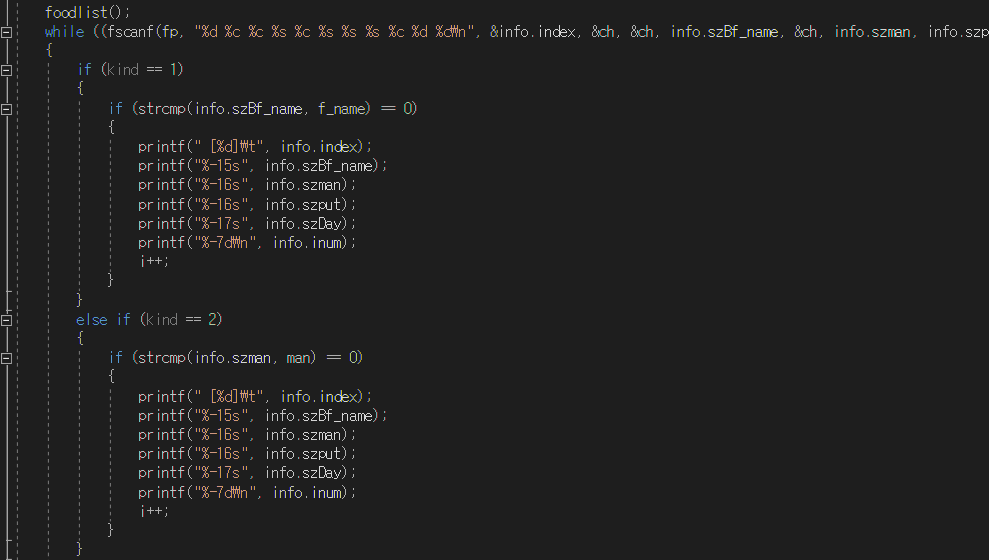 foodlist();
while ((fscanf(fp, "%d %c %c %s %c %s %s %s %c %d %c₩n", &info.index, &ch, &ch, info.szBf_name, &ch, info.szman, info.szp
{
if (kind == 1)
{
if (strcmp(info.szBf_name, f_name) == 0)
{
printf(" [%d]₩t", info.index);
printf("%-15s", info.szBf_name);
printf("%-16s", info.szman);
printf("%-16s", info.szput);
printf("%-17s", info.szDay);
printf("%-7d₩n", info.inum);
i++;
}
}
else if (kind == 2)
{
if (strcmp(info.szman, man) == 0)
{
printf(" [%d]₩t", info.index);
printf("%-15s", info.szBf_name);
printf("%-16s", info.szman);
printf("%-16s", info.szput);
printf("%-17s", info.szDay);
printf("%-7d₩n", info.inum);
i++;
}
}